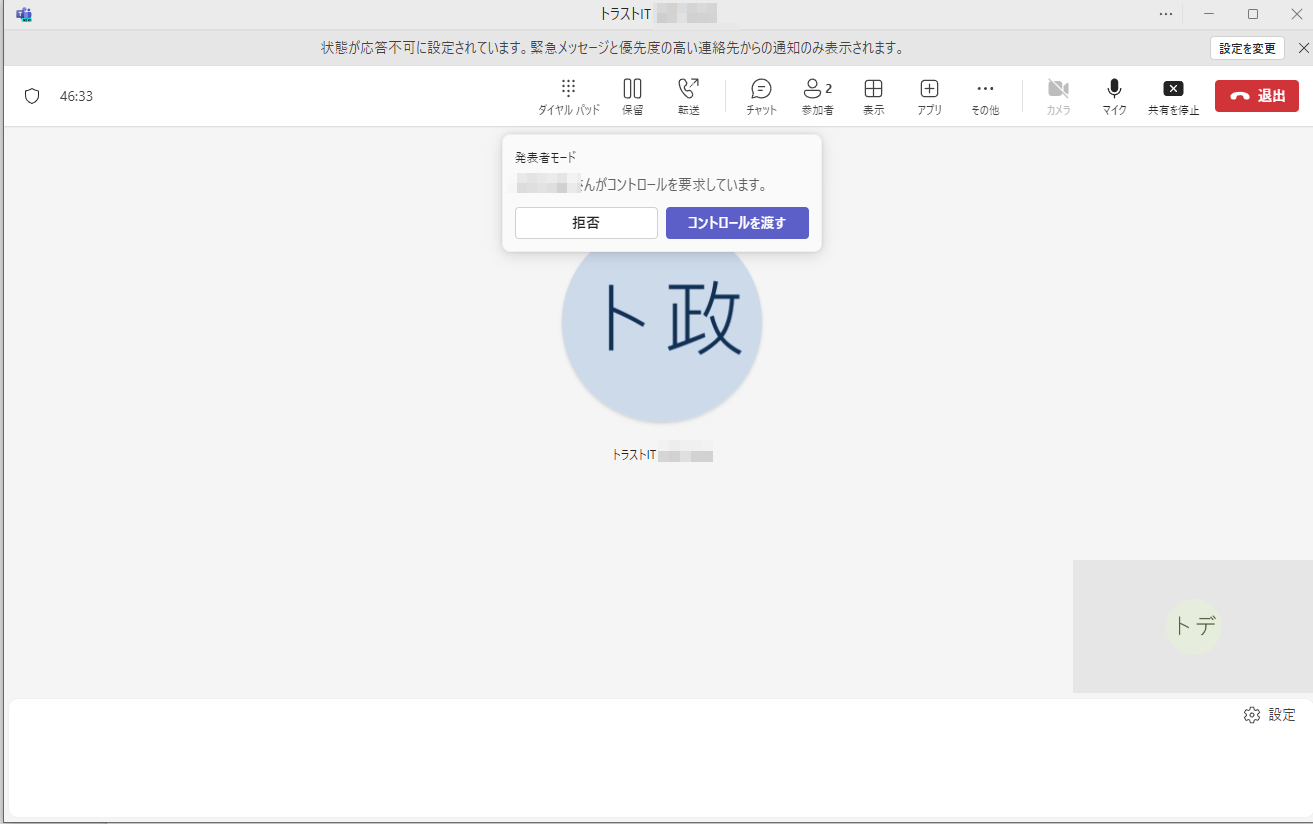 トラストIT
状態が応答不可に設定されています。緊急メッセージと優先度の高い連絡先からの通知のみ表示されます。
設定を変更
46:33
ダイヤル パッド
保留
転送
チャット
2
参加者
表示
アプリ
その他
カメラ
マイク
共有を停止
退出
発表者モード
さんがコントロールを要求しています。
拒否
コントロールを渡す
ト政
トラストIT
トデ
設定